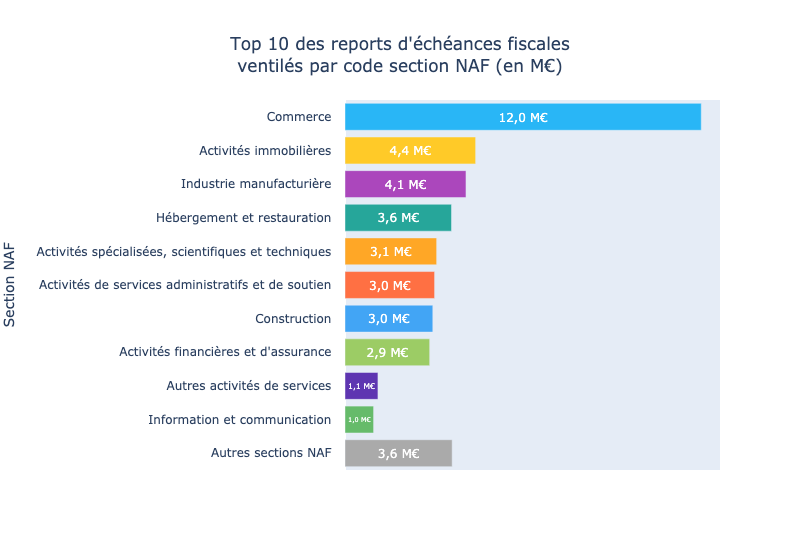 Top 10 des reports d'échéances fiscales
ventilés par code section NAF (en M€)
Section NAF
Commerce 12,0 M€
Activités immobilières 4,4 M€
Industrie manufacturière 4,1 M€
Hébergement et restauration 3,6 M€
Activités spécialisées, scientifiques et techniques 3,1 M€
Activités de services administratifs et de soutien 3,0 M€
Construction 3,0 M€
Activités financières et d'assurance 2,9 M€
Autres activités de services 1,1 M€
Information et communication 1,0 M€
Autres sections NAF 3,6 M€